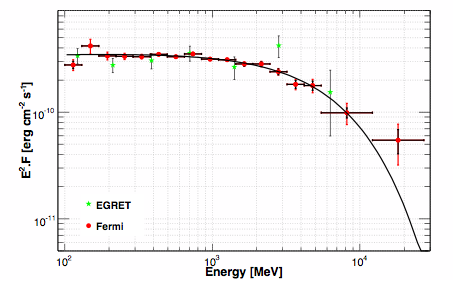 E².F [erg cm⁻² s⁻¹]
10⁻¹⁰
10⁻¹¹
EGRET
Fermi
10² 10³ 10⁴
Energy [MeV]